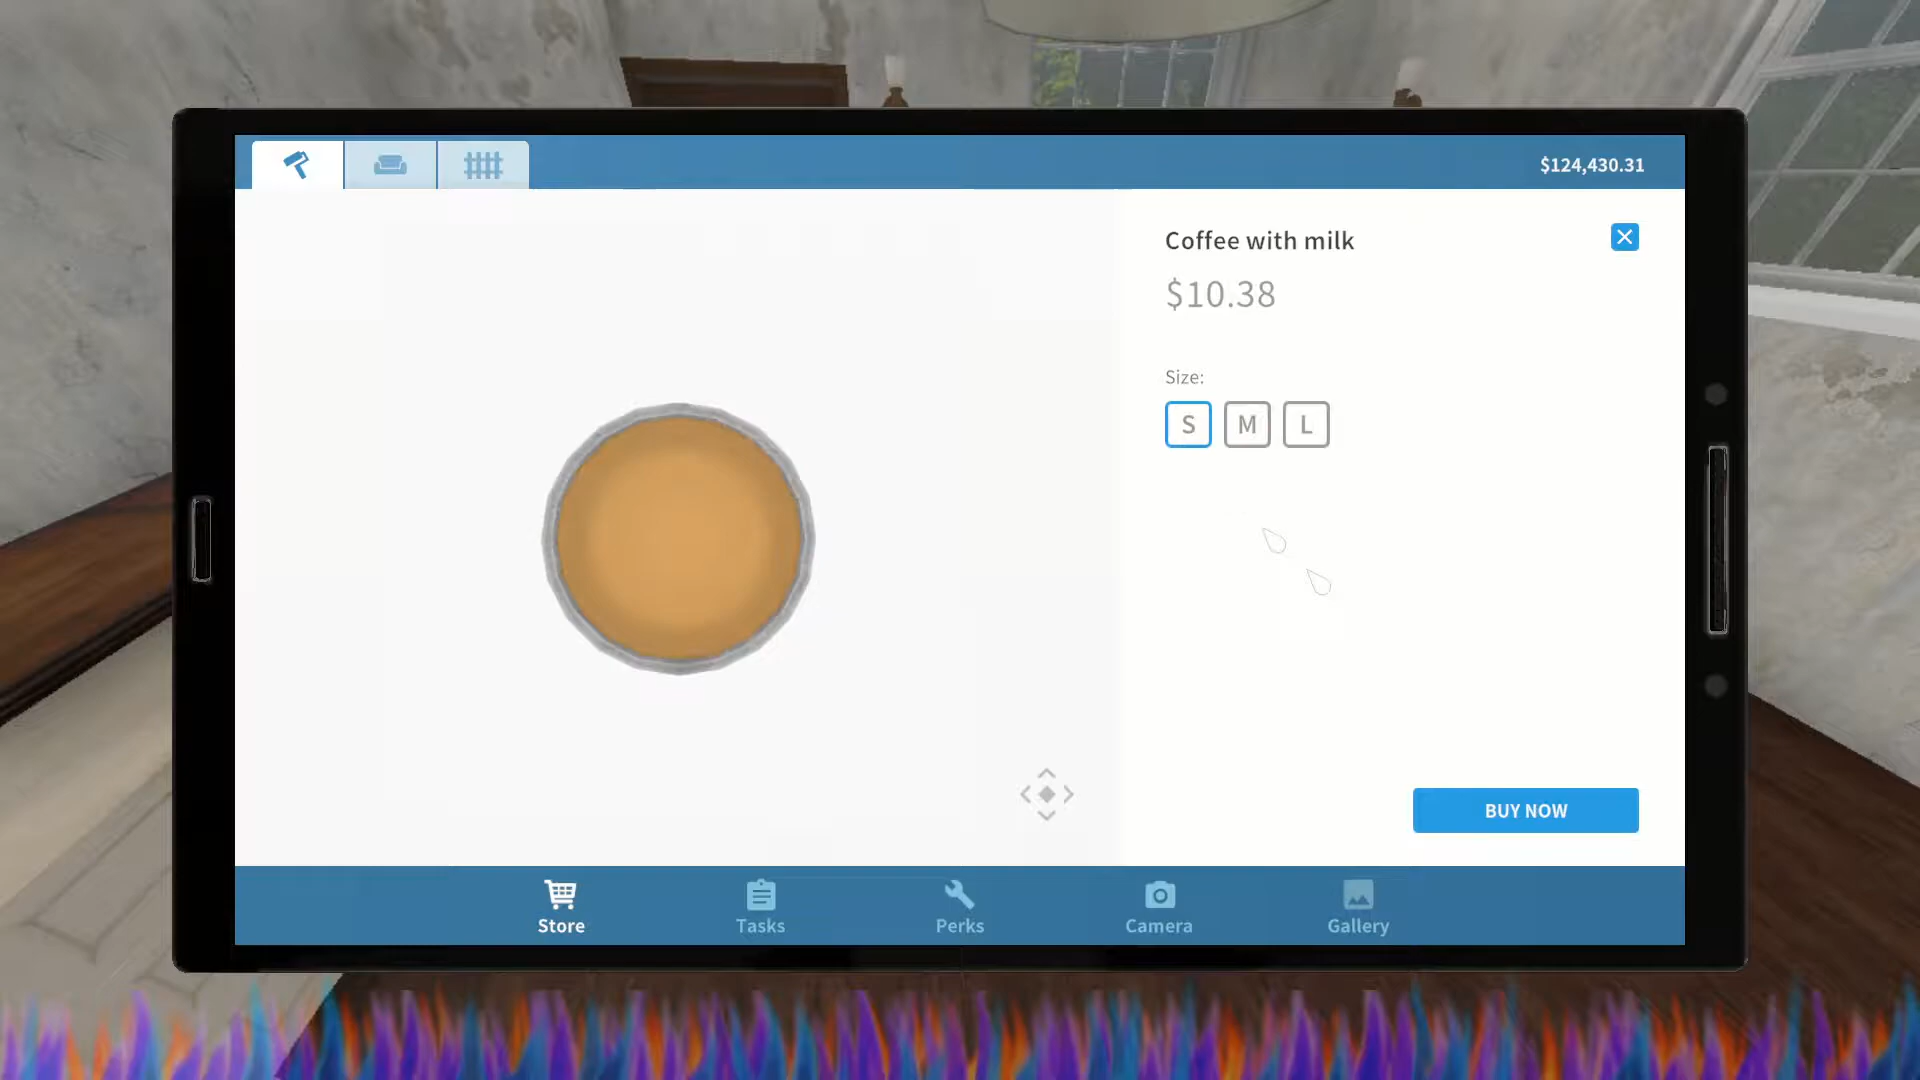 $124,430.31
Coffee with milk
$10.38
Size:
S M L
BUY NOW
Store Tasks Perks Camera Gallery